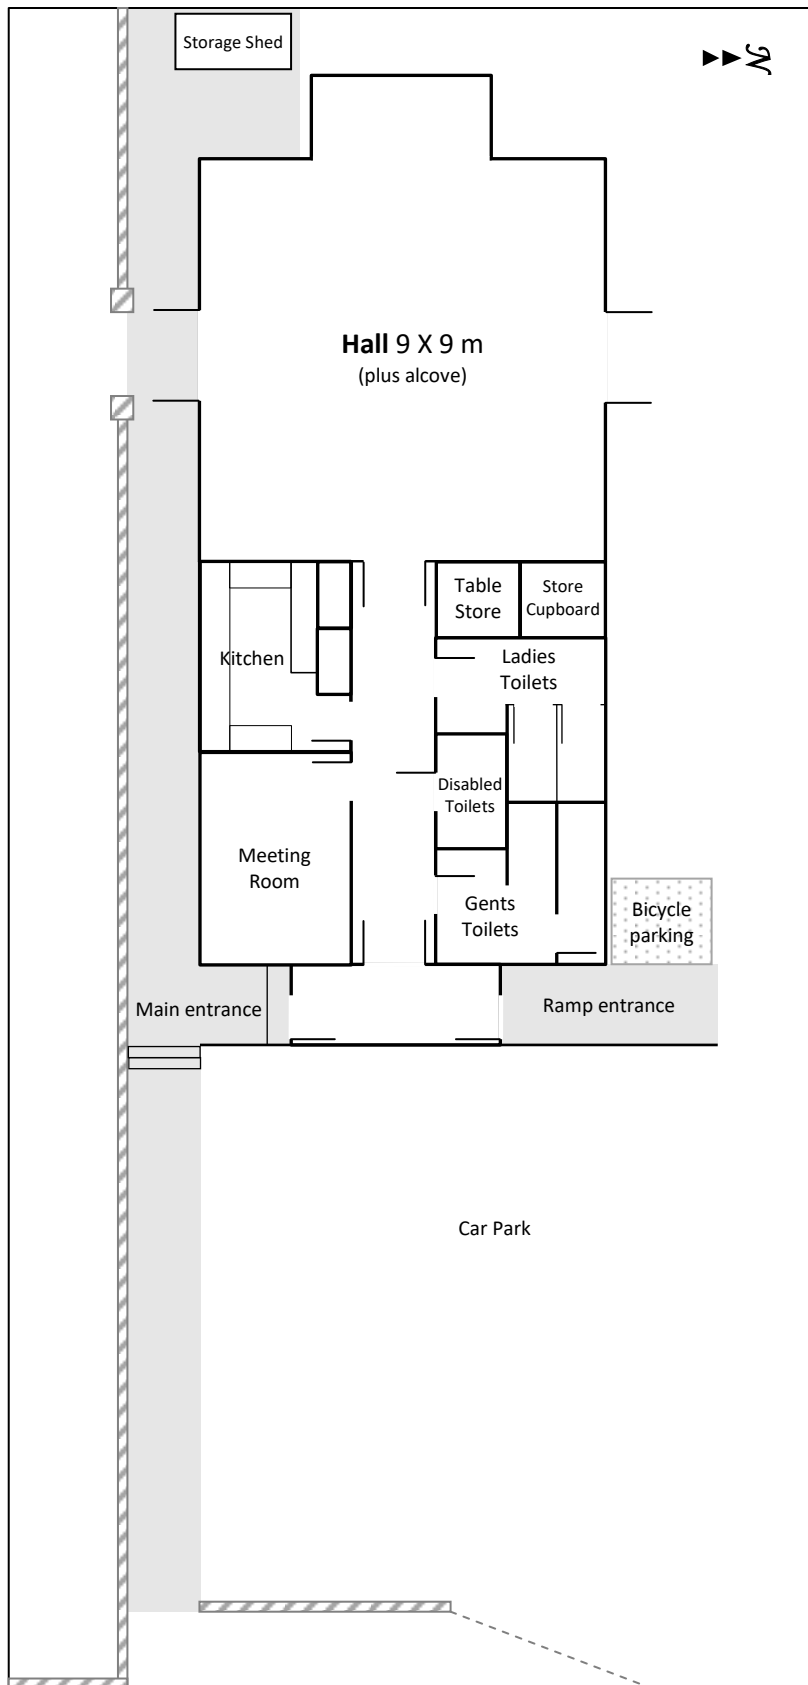 Storage Shed
N
Hall 9 X 9 m
(plus alcove)
Table
Store
Store
Cupboard
Kitchen
Ladies
Toilets
Disabled
Toilets
Meeting
Room
Gents
Toilets
Bicycle
parking
Main entrance
Ramp entrance
Car Park